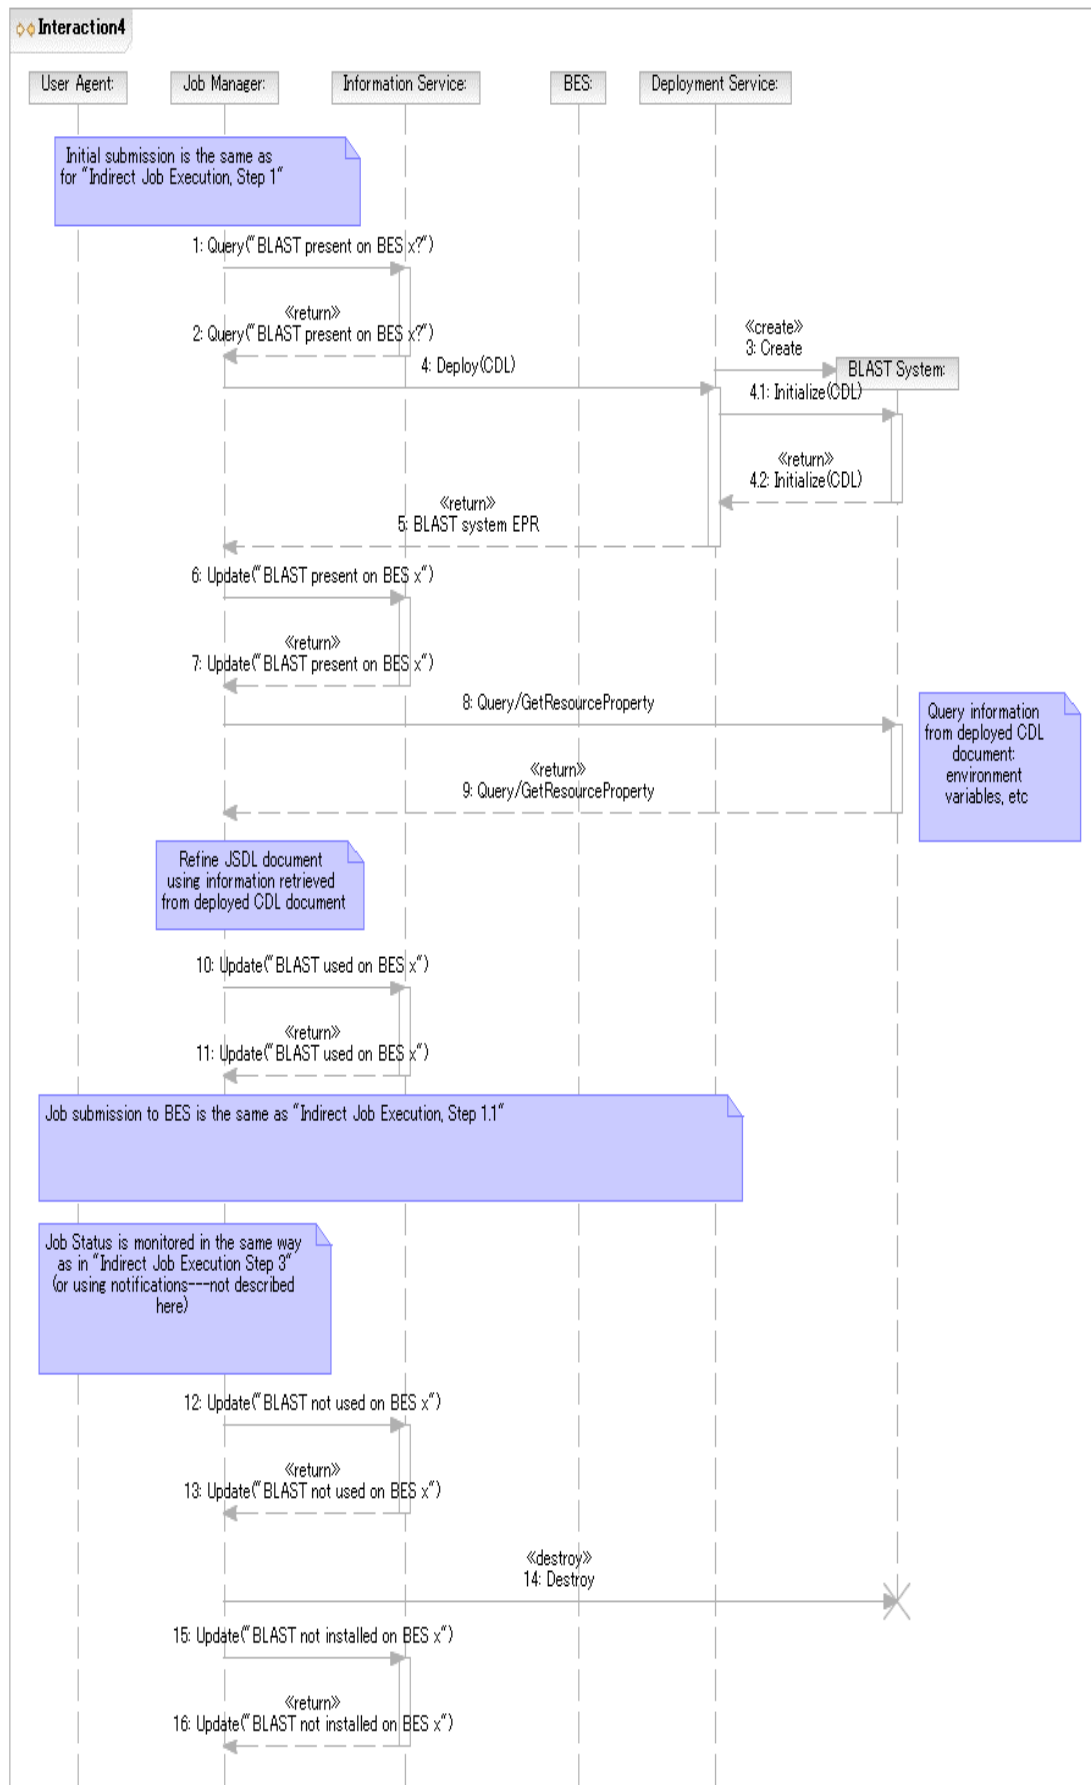 Interaction4
User Agent:
Job Manager:
Information Service:
BES:
Deployment Service:
Initial submission is the same as
for "Indirect Job Execution, Step 1"
1: Query("BLAST present on BES x?")
«return»
2: Query("BLAST present on BES x?")
«create»
3: Create
4: Deploy(CDL)
BLAST System:
4.1: Initialize(CDL)
«return»
4.2: Initialize(CDL)
«return»
5: BLAST system EPR
6: Update("BLAST present on BES x")
«return»
7: Update("BLAST present on BES x")
8: Query/GetResourceProperty
Query information
from deployed CDL
document:
environment
variables, etc
«return»
9: Query/GetResourceProperty
Refine JSDL document
using information retrieved
from deployed CDL document
10: Update("BLAST used on BES x")
«return»
11: Update("BLAST used on BES x")
Job submission to BES is the same as "Indirect Job Execution, Step 1.1"
Job Status is monitored in the same way
as in "Indirect Job Execution Step 3"
(or using notifications---not described
here)
12: Update("BLAST not used on BES x")
«return»
13: Update("BLAST not used on BES x")
«destroy»
14: Destroy
15: Update("BLAST not installed on BES x")
«return»
16: Update("BLAST not installed on BES x")